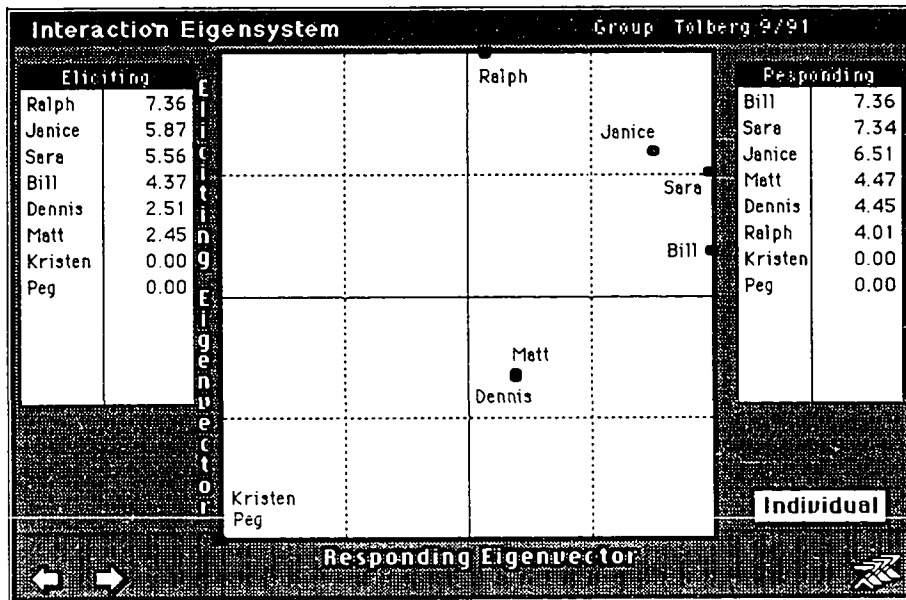 Interaction Eigensystem
Group Tolberg 9/91
Eliciting
Ralph 7.36
Janice 5.87
Sara 5.56
Bill 4.37
Dennis 2.51
Matt 2.45
Kristen 0.00
Peg 0.00
Eliciting Eigenvector
Ralph
Janice
Sara
Bill
Matt
Dennis
Kristen
Peg
Responding Eigenvector
Responding
Bill 7.36
Sara 7.34
Janice 6.51
Matt 4.47
Dennis 4.45
Ralph 4.01
Kristen 0.00
Peg 0.00
Individual